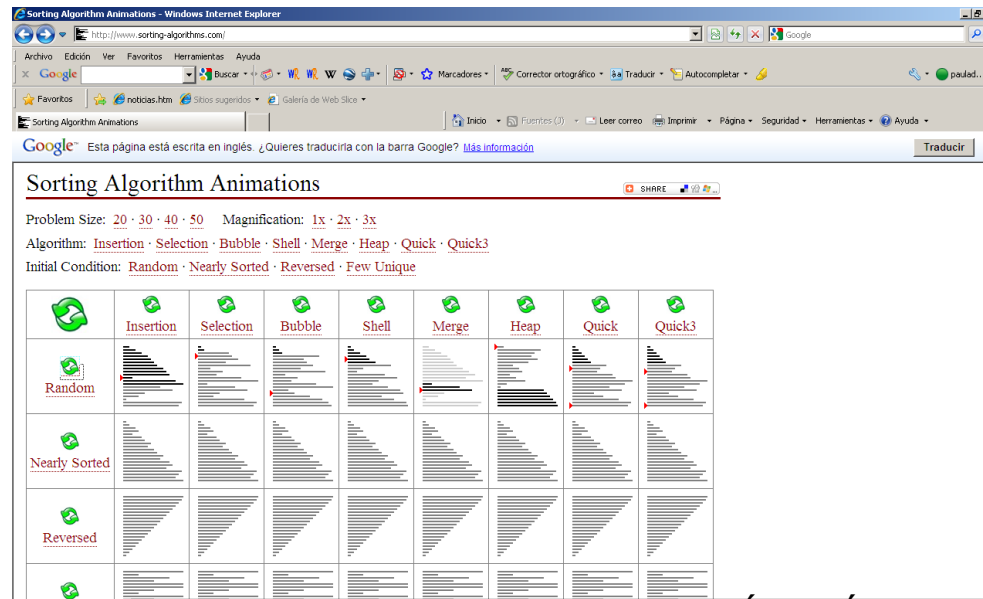 Sorting Algorithm Animations - Windows Internet Explorer
http://www.sorting-algorithms.com/
Google
Archivo Edición Ver Favoritos Herramientas Ayuda
x Google Buscar W Marcadores ABC Corrector ortográfico Traducir Autocompletar paulad..
Favoritos noticias.htm Sitios sugeridos Galería de Web Slice
Sorting Algorithm Animations Inicio Fuentes (J) Leer correo Imprimir Página Seguridad Herramientas Ayuda
Google™ Esta página está escrita en inglés. ¿Quieres traducirla con la barra Google? Más información Traducir
Sorting Algorithm Animations SHARE
Problem Size: 20 · 30 · 40 · 50 Magnification: 1x · 2x · 3x
Algorithm: Insertion · Selection · Bubble · Shell · Merge · Heap · Quick · Quick3
Initial Condition: Random · Nearly Sorted · Reversed · Few Unique
Insertion Selection Bubble Shell Merge Heap Quick Quick3
Random
Nearly Sorted
Reversed